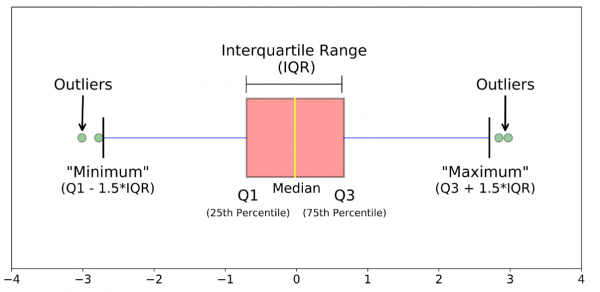 Interquartile Range
(IQR)
Outliers
Outliers
"Minimum"
(Q1 - 1.5*IQR)
"Maximum"
(Q3 + 1.5*IQR)
Median
Q1
Q3
(25th Percentile)
(75th Percentile)
−4
−3
−2
−1
0
1
2
3
4